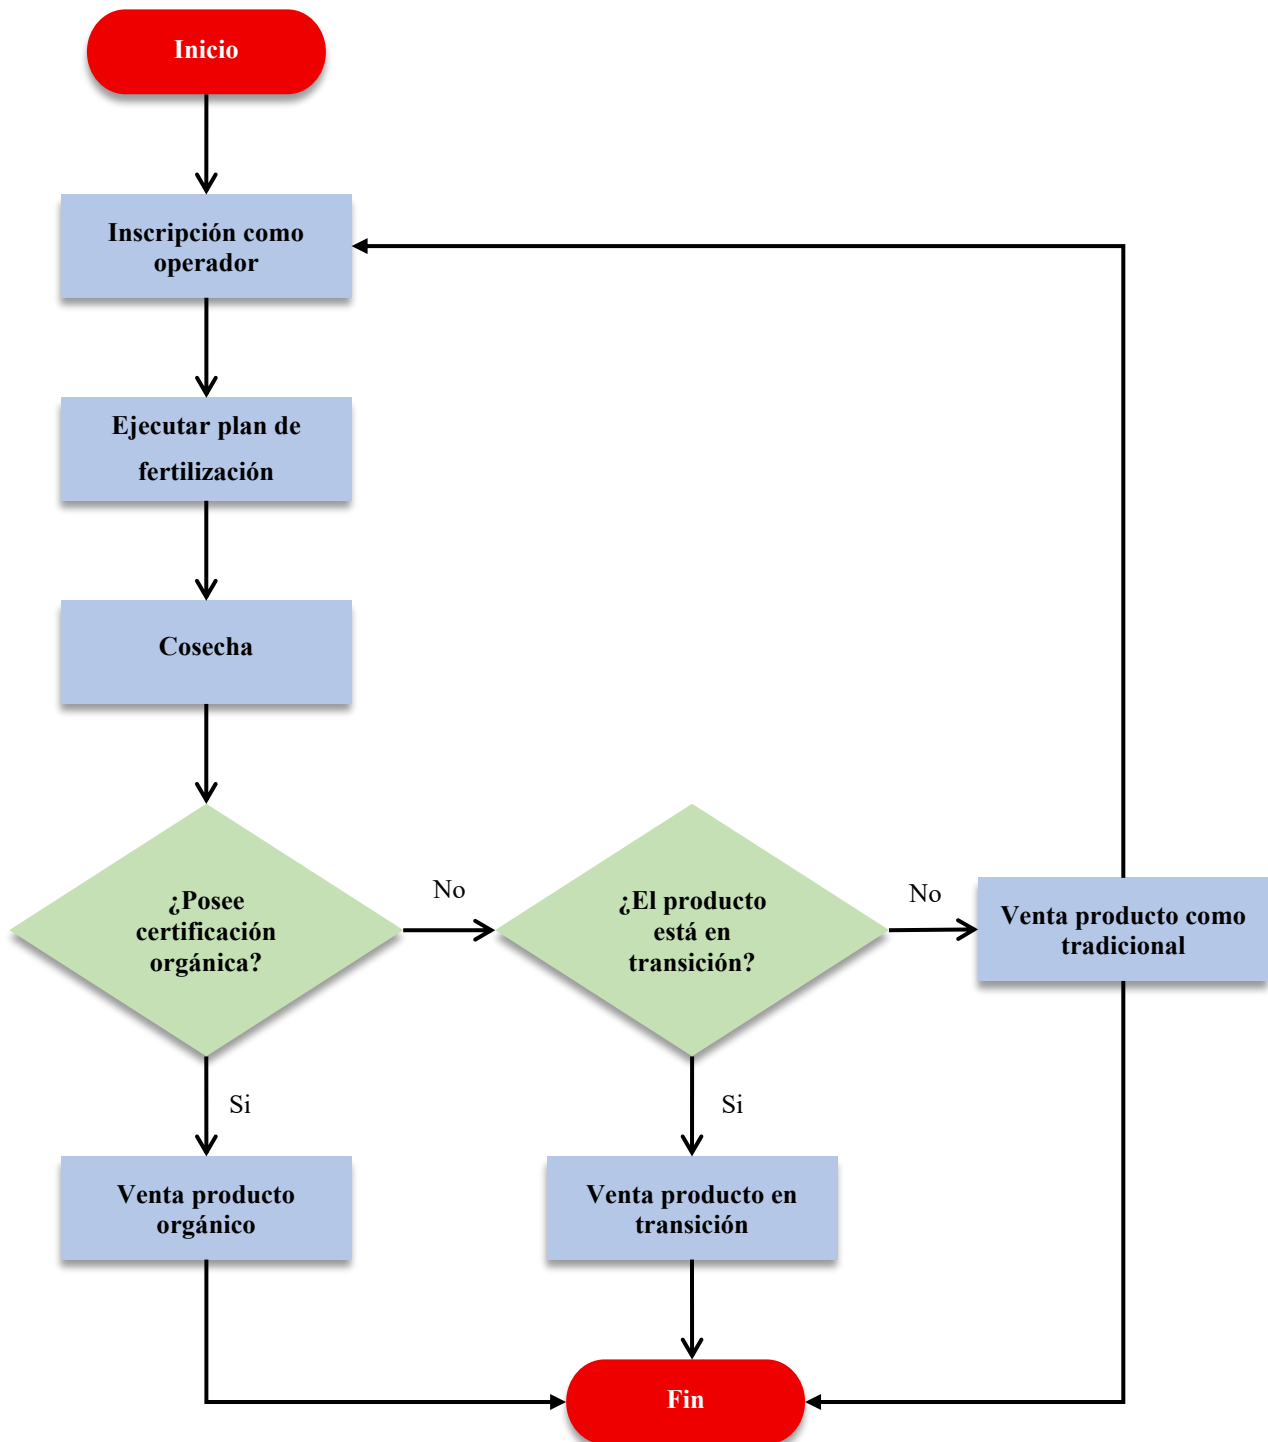 Inicio
Inscripción como
operador
Ejecutar plan de
fertilización
Cosecha
¿Posee
certificación
orgánica?
No
¿El producto
está en
transición?
No
Venta producto como
tradicional
Si
Si
Venta producto
orgánico
Venta producto en
transición
Fin